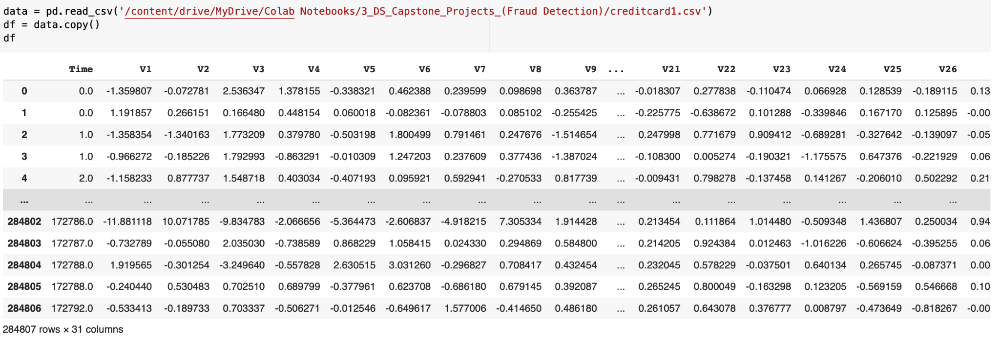 data = pd.read_csv('/content/drive/MyDrive/Colab Notebooks/3_DS_Capstone_Projects_(Fraud Detection)/creditcard1.csv')
df = data.copy()
df
Time V1 V2 V3 V4 V5 V6 V7 V8 V9 ... V21 V22 V23 V24 V25 V26
0 0.0 -1.359807 -0.072781 2.536347 1.378155 -0.338321 0.462388 0.239599 0.098698 0.363787 ... -0.018307 0.277838 -0.110474 0.066928 0.128539 -0.189115 0.13
1 0.0 1.191857 0.266151 0.166480 0.448154 0.060018 -0.082361 -0.078803 0.085102 -0.255425 ... -0.225775 -0.638672 0.101288 -0.339846 0.167170 0.125895 -0.00
2 1.0 -1.358354 -1.340163 1.773209 0.379780 -0.503198 1.800499 0.791461 0.247676 -1.514654 ... 0.247998 0.771679 0.909412 -0.689281 -0.327642 -0.139097 -0.05
3 1.0 -0.966272 -0.185226 1.792993 -0.863291 -0.010309 1.247203 0.237609 0.377436 -1.387024 ... -0.108300 0.005274 -0.190321 -1.175575 0.647376 -0.221929 0.06
4 2.0 -1.158233 0.877737 1.548718 0.403034 -0.407193 0.095921 0.592941 -0.270533 0.817739 ... -0.009431 0.798278 -0.137458 0.141267 -0.206010 0.502292 0.21
... ... ... ... ... ... ... ... ... ... ... ... ... ... ... ... ... ...
284802 172786.0 -11.881118 10.071785 -9.834783 -2.066656 -5.364473 -2.606837 -4.918215 7.305334 1.914428 ... 0.213454 0.111864 1.014480 -0.509348 1.436807 0.250034 0.94
284803 172787.0 -0.732789 -0.055080 2.035030 -0.738589 0.868229 1.058415 0.024330 0.294869 0.584800 ... 0.214205 0.924384 0.012463 -1.016226 -0.606624 -0.395255 0.06
284804 172788.0 1.919565 -0.301254 -3.249640 -0.557828 2.630515 3.031260 -0.296827 0.708417 0.432454 ... 0.232045 0.578229 -0.037501 0.640134 0.265745 -0.087371 0.00
284805 172788.0 -0.240440 0.530483 0.702510 0.689799 -0.377961 0.623708 -0.686180 0.679145 0.392087 ... 0.265245 0.800049 -0.163298 0.123205 -0.569159 0.546668 0.10
284806 172792.0 -0.533413 -0.189733 0.703337 -0.506271 -0.012546 -0.649617 1.577006 -0.414650 0.486180 ... 0.261057 0.643078 0.376777 0.008797 -0.473649 -0.818267 -0.00
284807 rows × 31 columns